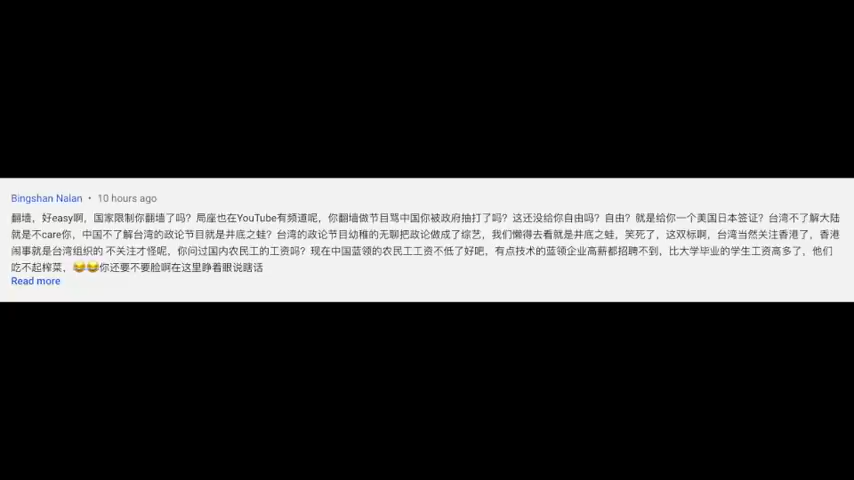 Bingshan Nalan • 10 hours ago
翻墙，好easy啊，国家限制你翻墙了吗？局座也在YouTube有频道呢，你翻墙做节目骂中国你被政府抽打了吗？这还没给你自由吗？自由？就是给你一个美国日本签证？台湾不了解大陆
就是不care你，中国不了解台湾的政论节目就是井底之蛙？台湾的政论节目幼稚的无聊把政论做成了综艺，我们懒得去看就是井底之蛙，笑死了，这双标啊，台湾当然关注香港了，香港
闹事就是台湾组织的 不关注才怪呢，你问过国内农民工的工资吗？现在中国蓝领的农民工工资不低了好吧，有点技术的蓝领企业高薪都招聘不到，比大学毕业的学生工资高多了，他们
吃不起榨菜，😂😂你还要不要脸啊在这里睁着眼说瞎话
Read more